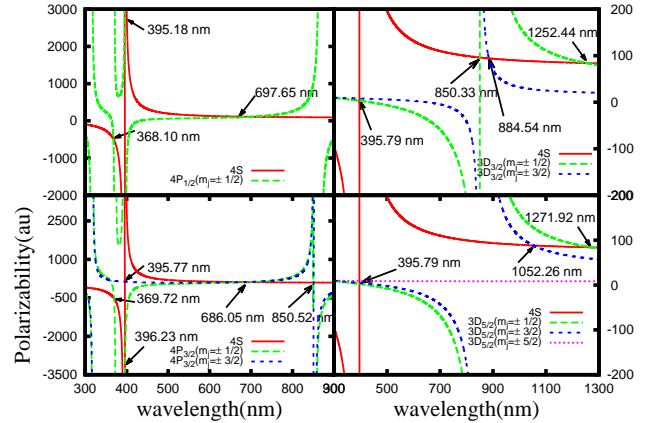 3000
2000
1000
0
-1000
-2000
395.18 nm
697.65 nm
368.10 nm
4S
4P1/2(mj=± 1/2)
200
100
0
-100
-200
1252.44 nm
850.33 nm
884.54 nm
395.79 nm
4S
3D3/2(mj=± 1/2)
3D3/2(mj=± 3/2)
Polarizability(au)
2500
1500
500
-500
-1500
-2500
-3500
395.77 nm
369.72 nm
396.23 nm
686.05 nm
850.52 nm
4S
4P3/2(mj=± 1/2)
4P3/2(mj=± 3/2)
200
100
0
-100
-200
1271.92 nm
395.79 nm
1052.26 nm
4S
3D5/2(mj=± 1/2)
3D5/2(mj=± 3/2)
3D5/2(mj=± 5/2)
300 400 500 600 700 800 900
500 700 900 1100 1300
wavelength(nm)
wavelength(nm)